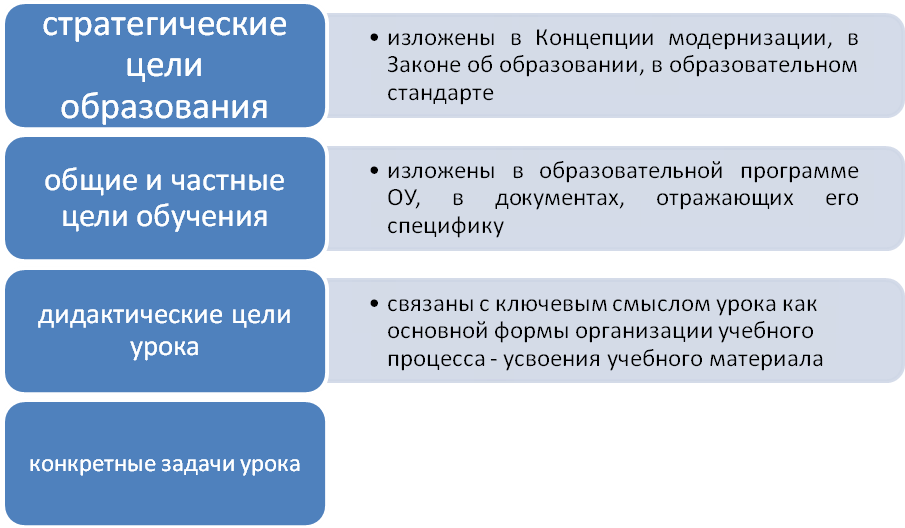 стратегические
цели
образования
• изложены в Концепции модернизации, в
Законе об образовании, в образовательном
стандарте
общие и частные
цели обучения
• изложены в образовательной программе
ОУ, в документах, отражающих его
специфику
дидактические цели
урока
• связаны с ключевым смыслом урока как
основной формы организации учебного
процесса - усвоения учебного материала
конкретные задачи урока